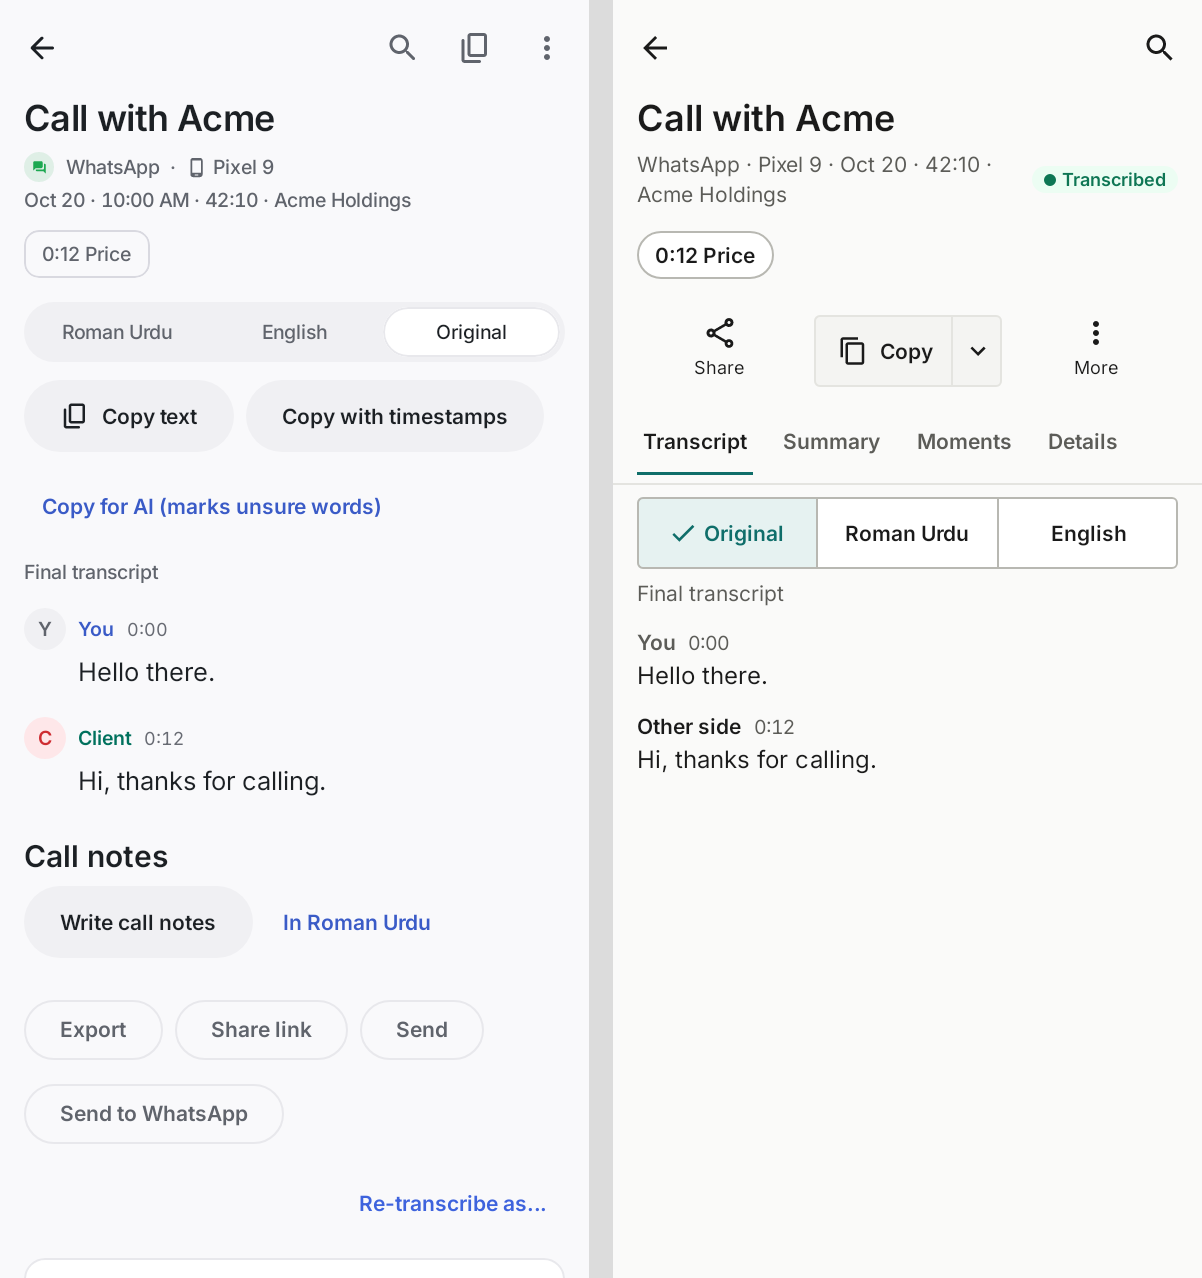 Call with Acme
WhatsApp · Pixel 9
Oct 20 · 10:00 AM · 42:10 · Acme Holdings
0:12 Price
Roman Urdu English Original
Copy text Copy with timestamps
Copy for AI (marks unsure words)
Final transcript
Y You 0:00
Hello there.
C Client 0:12
Hi, thanks for calling.
Call notes
Write call notes In Roman Urdu
Export Share link Send
Send to WhatsApp
Re-transcribe as...
Call with Acme
WhatsApp · Pixel 9 · Oct 20 · 42:10 ·
Acme Holdings
Transcribed
0:12 Price
Share Copy More
Transcript Summary Moments Details
Original Roman Urdu English
Final transcript
You 0:00
Hello there.
Other side 0:12
Hi, thanks for calling.